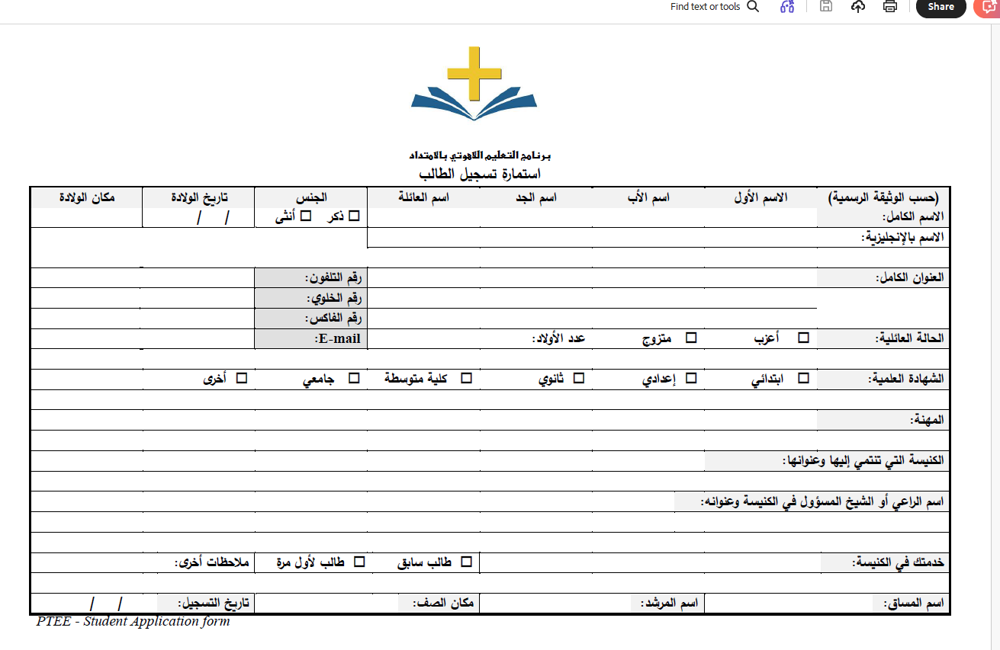 Find text or tools
Share
برنامج التعليم اللاهوتي بالامتداد
استمارة تسجيل الطالب
(حسب الوثيقة الرسمية) الاسم الأول اسم الأب اسم الجد اسم العائلة الجنس تاريخ الولادة مكان الولادة
الاسم الكامل: ☐ ذكر ☐ أنثى / /
الاسم بالإنجليزية:
العنوان الكامل: رقم التلفون:
رقم الخلوي:
رقم الفاكس:
الحالة العائلية: ☐ أعزب ☐ متزوج عدد الأولاد: E-mail:
الشهادة العلمية: ☐ ابتدائي ☐ إعدادي ☐ ثانوي ☐ كلية متوسطة ☐ جامعي ☐ أخرى
المهنة:
الكنيسة التي تنتمي إليها وعنوانها:
اسم الراعي أو الشيخ المسؤول في الكنيسة وعنوانه:
خدمتك في الكنيسة: ☐ طالب سابق ☐ طالب لأول مرة ملاحظات أخرى:
اسم المساق: اسم المرشد: مكان الصف: تاريخ التسجيل: / /
PTEE - Student Application form